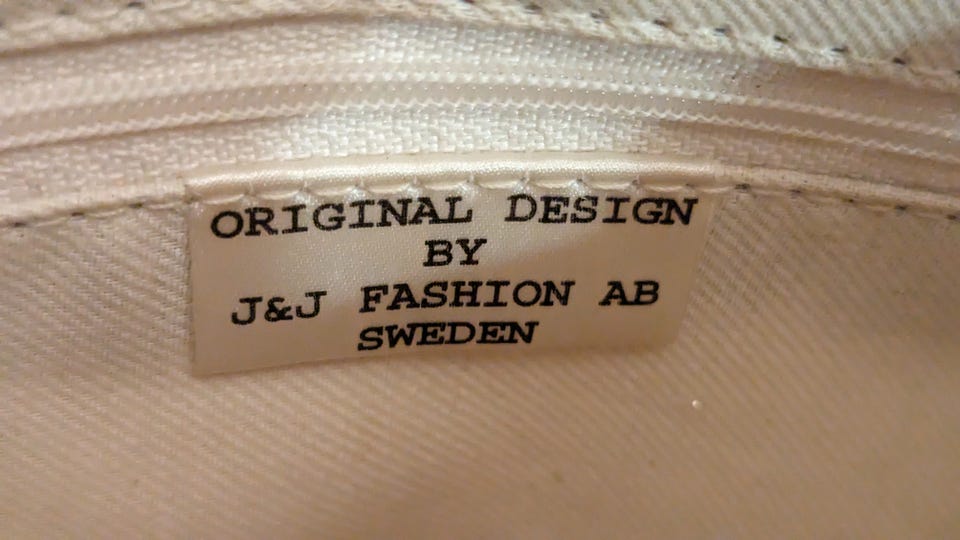 ORIGINAL DESIGN
BY
J&J FASHION AB
SWEDEN